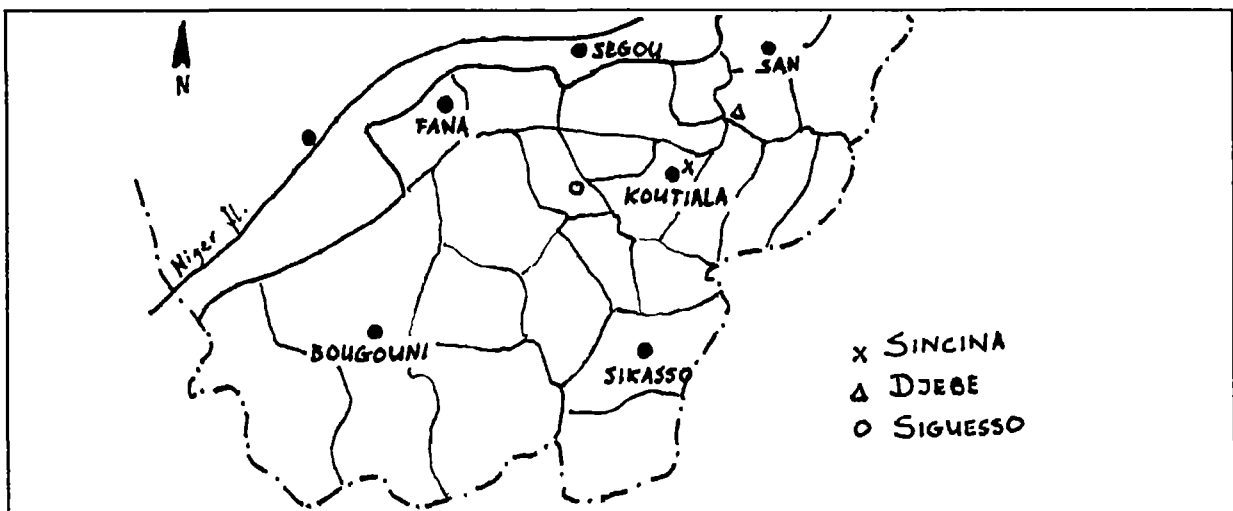 N
SEGOU
SAN
FANA
KOUTIALA
Niger fl.
BOUGOUNI
SIKASSO
x SINCINA
△ DJEBE
o SIGUESSO